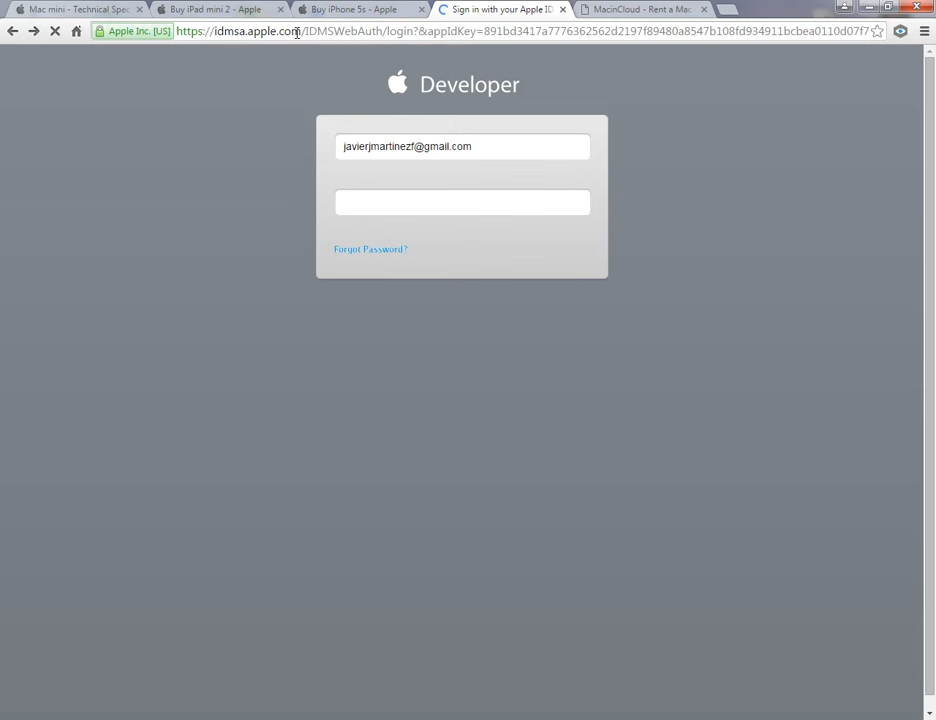 Mac mini - Technical Spec
Buy iPad mini 2 - Apple
Buy iPhone 5s - Apple
Sign in with your Apple ID
MacinCloud - Rent a Mac
Apple Inc. [US]
https://idmsa.apple.com/IDMSWebAuth/login?&appIdKey=891bd3417a7776362562d2197f89480a8547b108fd934911bcbea0110d07f7
Developer
javierjmartinezf@gmail.com
Forgot Password?